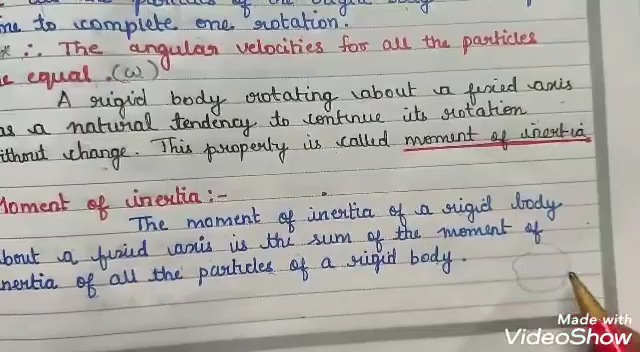 to complete one rotation.
∴ The angular velocities for all the particles
equal. (ω)
A rigid body rotating about a fixed axis
as a natural tendency to continue its rotation
ithout change. This property is called moment of inertia
Moment of inertia :-
The moment of inertia of a rigid body
bout a fixed axis is the sum of the moment of
nertia of all the particles of a rigid body.
Made with
VideoShow